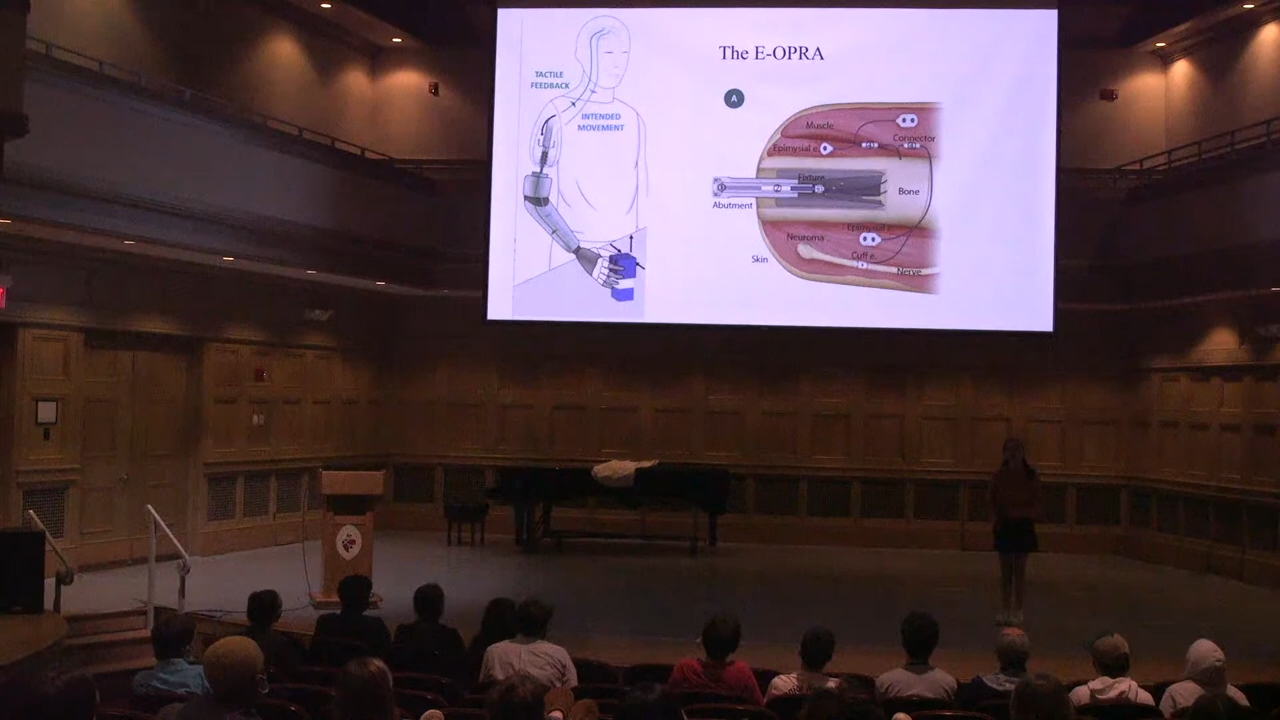 The E-OPRA
TACTILE
FEEDBACK
INTENDED
MOVEMENT
A
Muscle
Connector
Epimysial e.
Fixture
Bone
Abutment
Epimysial e.
Neuroma
Cuff e.
Skin
Nerve